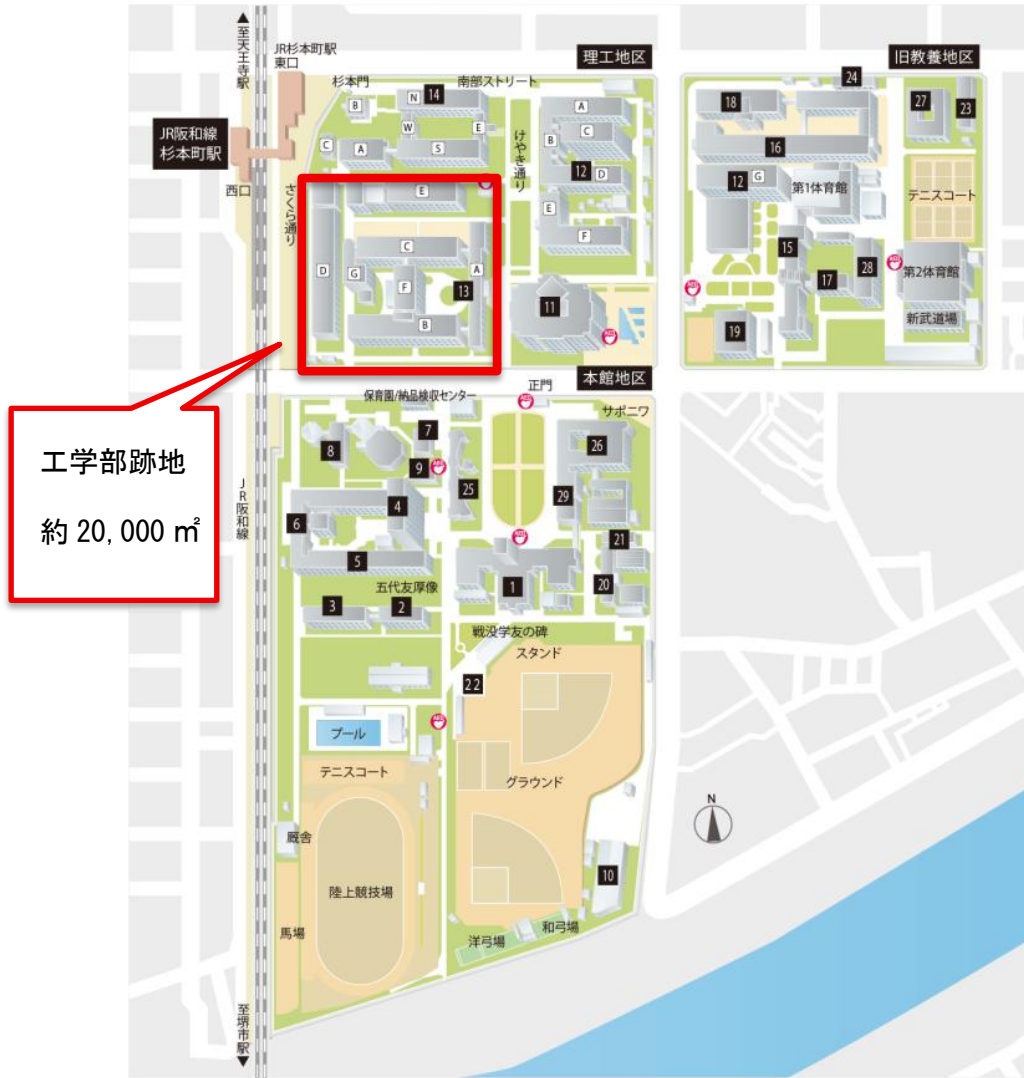 ▲至天王寺駅
JR杉本町駅
東口
理工地区
旧教養地区
杉本門
南部ストリート
24
N
14
B
A
18
27
23
JR阪和線
杉本町駅
W
E
C
B
けやき通り
C
A
S
16
西口
さくら通り
E
12
D
12
G
第1体育館
テニスコート
E
D
C
F
15
G
F
A
13
17
28
第2体育館
11
B
19
新武道場
本館地区
正門
保育園/納品検収センター
サポニワ
工学部跡地
約20,000㎡
7
8
26
9
25
JR阪和線
4
29
6
21
5
1
20
五代友厚像
3
2
戦没学友の碑
スタンド
22
プール
テニスコート
グラウンド
N
厩舎
10
陸上競技場
馬場
和弓場
洋弓場
至堺市駅▼